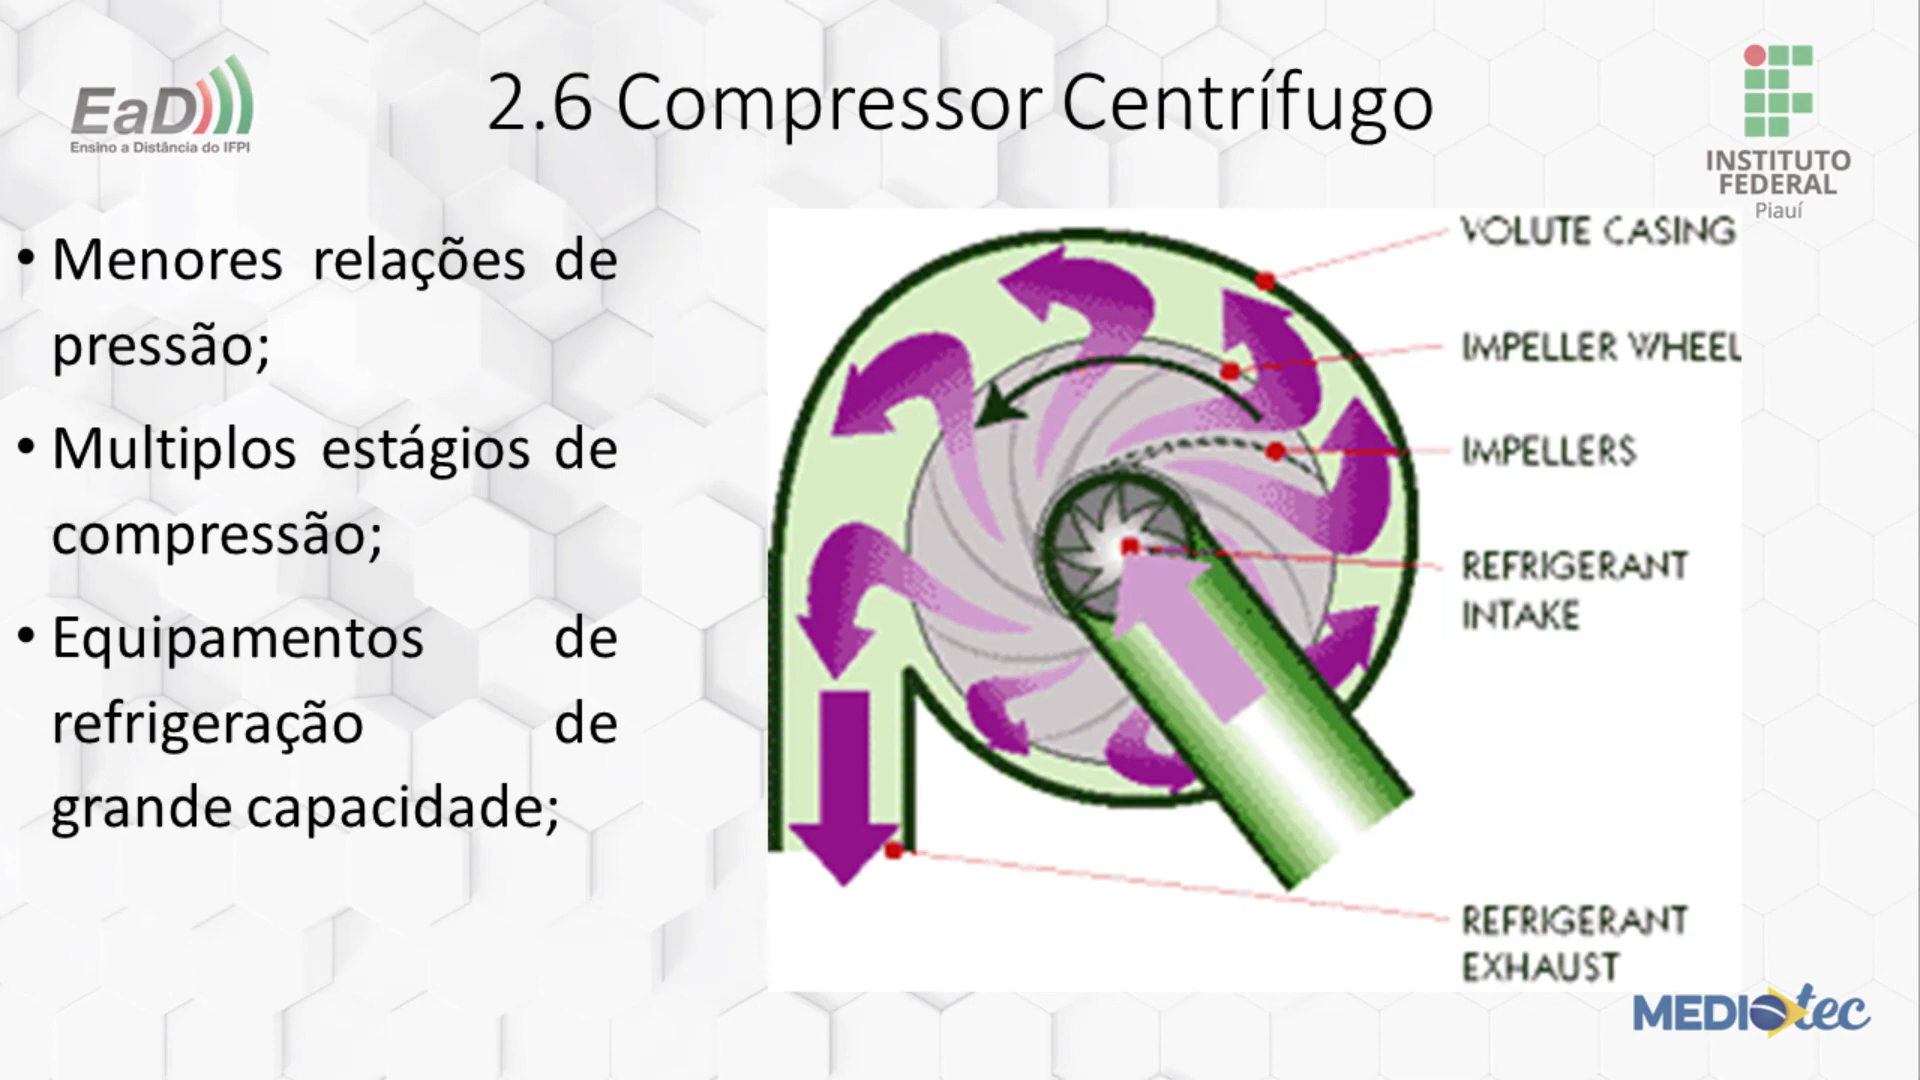 EaD
Ensino a Distância do IFPI
2.6 Compressor Centrífugo
INSTITUTO
FEDERAL
Piauí
• Menores relações de
pressão;
• Multiplos estágios de
compressão;
• Equipamentos de
refrigeração de
grande capacidade;
VOLUTE CASING
IMPELLER WHEEL
IMPELLERS
REFRIGERANT
INTAKE
REFRIGERANT
EXHAUST
MEDIOtec